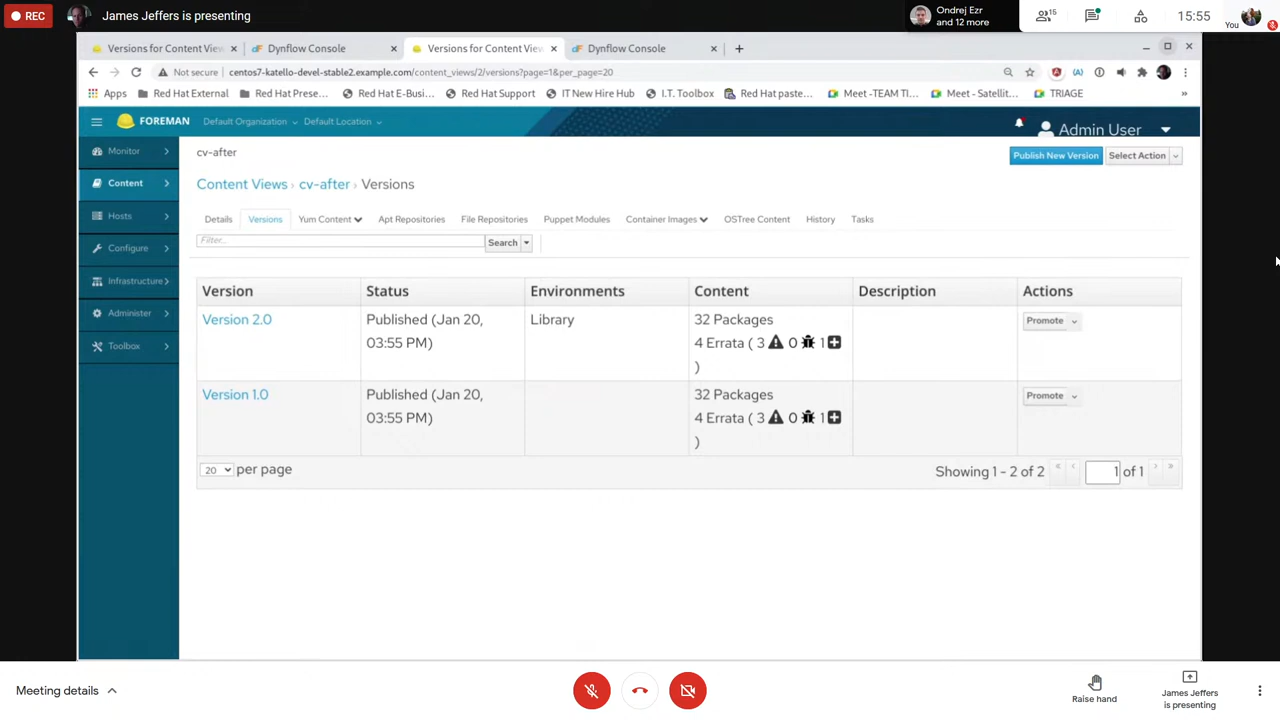 REC
James Jeffers is presenting
Ondrej Ezr
and 12 more
15
15:55
You
Versions for Content View
Dynflow Console
Versions for Content View
Dynflow Console
Not secure
centos7-katello-devel-stable2.example.com/content_views/2/versions?page=1&per_page=20
Apps
Red Hat External
Red Hat Prese...
Red Hat E-Busi...
Red Hat Support
IT New Hire Hub
I.T. Toolbox
Red Hat paste...
Meet -TEAM TI...
Meet - Satellit...
TRIAGE
»
FOREMAN
Default Organization
Default Location
Admin User
Monitor
Content
Hosts
Configure
Infrastructure
Administer
Toolbox
cv-after
Publish New Version
Select Action
Content Views › cv-after › Versions
Details
Versions
Yum Content
Apt Repositories
File Repositories
Puppet Modules
Container Images
OSTree Content
History
Tasks
Filter...
Search
Version
Status
Environments
Content
Description
Actions
Version 2.0
Published (Jan 20,
03:55 PM)
Library
32 Packages
4 Errata ( 3 0 1
)
Promote
Version 1.0
Published (Jan 20,
03:55 PM)
32 Packages
4 Errata ( 3 0 1
)
Promote
20 per page
Showing 1 - 2 of 2
« ‹ 1 of 1 › »
Meeting details
Raise hand
James Jeffers
is presenting